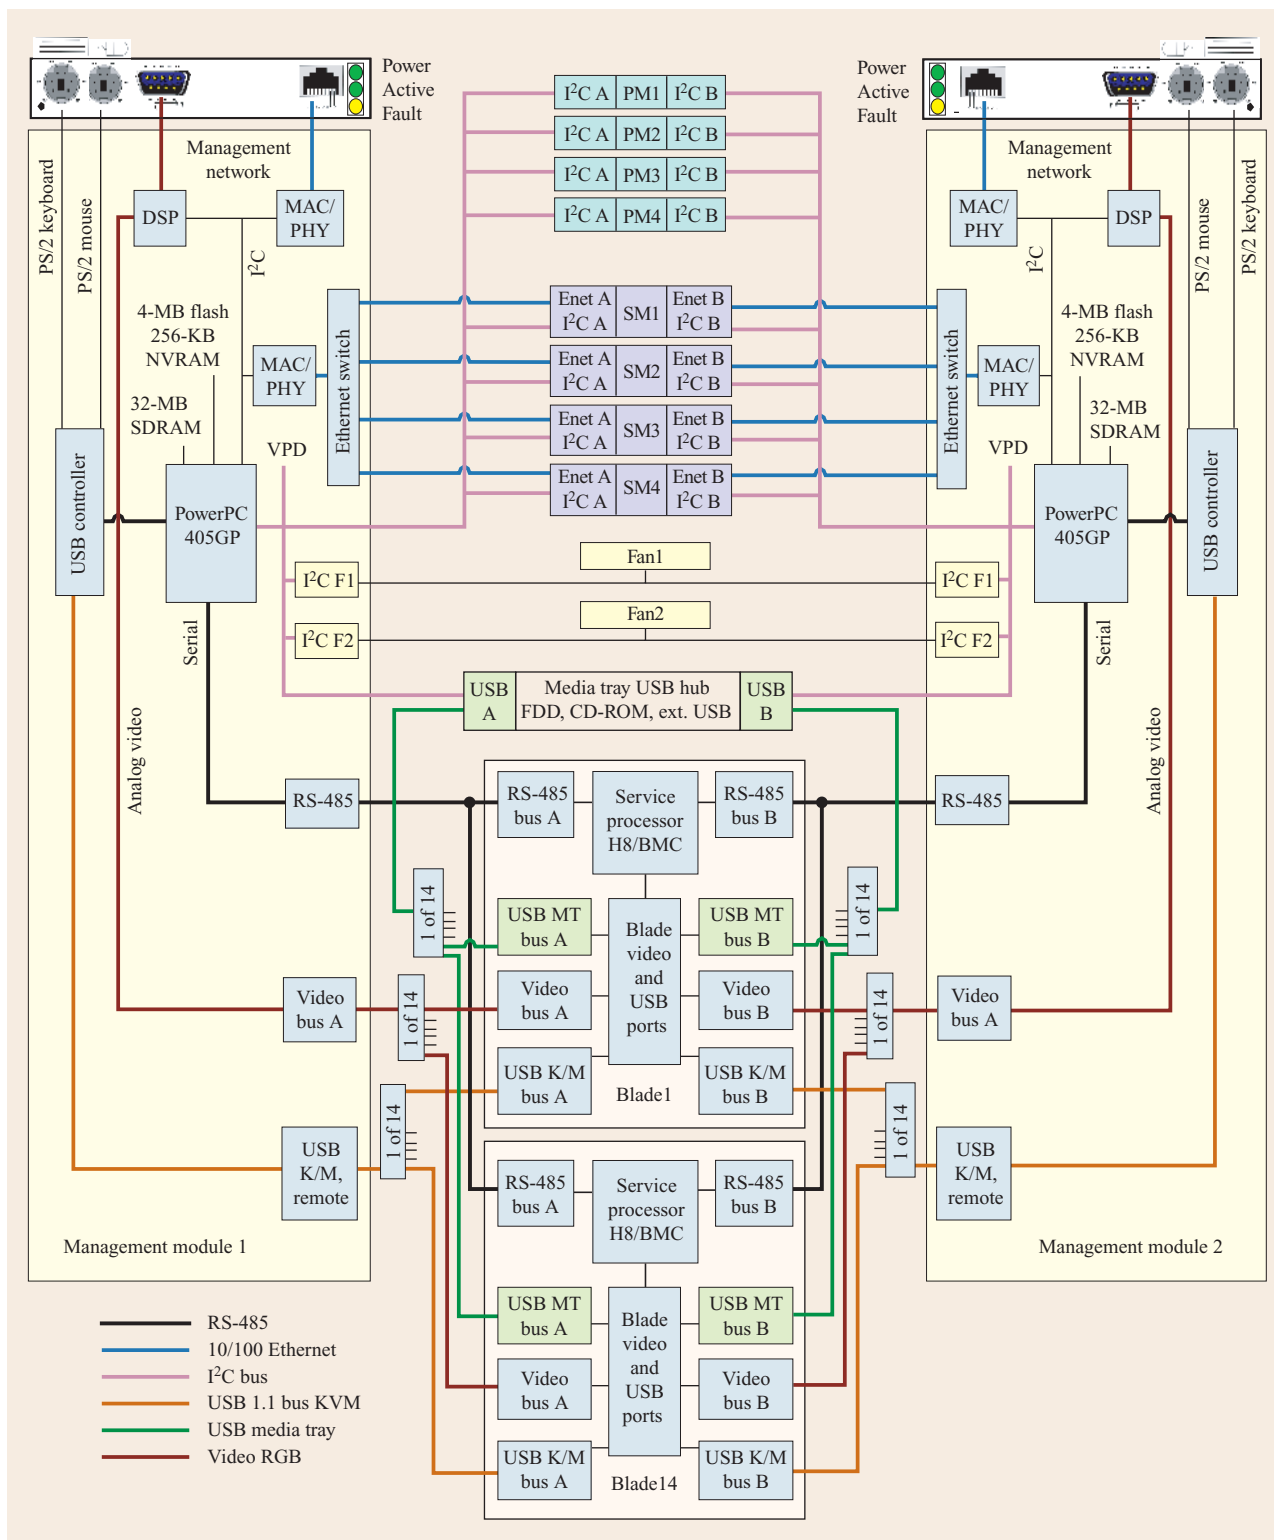 Power
Active
Fault
Power
Active
Fault
I²C A PM1 I²C B
I²C A PM2 I²C B
I²C A PM3 I²C B
I²C A PM4 I²C B
Management
network
Management
network
PS/2 keyboard
PS/2 mouse
DSP
MAC/
PHY
I²C
MAC/
PHY
DSP
I²C
PS/2 mouse
PS/2 keyboard
4-MB flash
256-KB
NVRAM
32-MB
SDRAM
MAC/
PHY
VPD
Ethernet switch
Enet A
I²C A
SM1
Enet B
I²C B
Enet A
I²C A
SM2
Enet B
I²C B
Enet A
I²C A
SM3
Enet B
I²C B
Enet A
I²C A
SM4
Enet B
I²C B
Ethernet switch
MAC/
PHY
4-MB flash
256-KB
NVRAM
32-MB
SDRAM
VPD
USB controller
PowerPC
405GP
PowerPC
405GP
USB controller
I²C F1
Fan1
I²C F1
I²C F2
Fan2
I²C F2
Serial
Serial
USB
A
Media tray USB hub
FDD, CD-ROM, ext. USB
USB
B
Analog video
Analog video
RS-485
RS-485
bus A
Service
processor
H8/BMC
RS-485
bus B
RS-485
1 of 14
USB MT
bus A
Blade
video
and
USB
ports
USB MT
bus B
1 of 14
Video
bus A
1 of 14
Video
bus A
Video
bus B
1 of 14
Video
bus A
USB K/M
bus A
USB K/M
bus B
Blade1
1 of 14
1 of 14
USB
K/M,
remote
USB
K/M,
remote
RS-485
bus A
Service
processor
H8/BMC
RS-485
bus B
Management module 1
Management module 2
USB MT
bus A
Blade
video
and
USB
ports
USB MT
bus B
Video
bus A
Video
bus B
USB K/M
bus A
USB K/M
bus B
Blade14
RS-485
10/100 Ethernet
I²C bus
USB 1.1 bus KVM
USB media tray
Video RGB